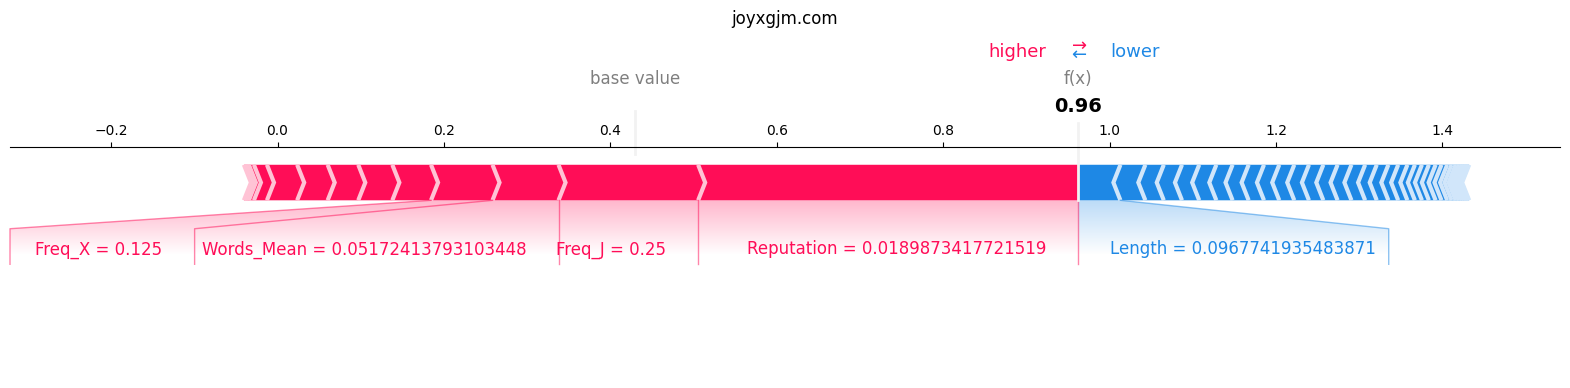 joyxgjm.com
higher ⇄ lower
base value f(x)
0.96
−0.2 0.0 0.2 0.4 0.6 0.8 1.0 1.2 1.4
Freq_X = 0.125 Words_Mean = 0.05172413793103448 Freq_J = 0.25 Reputation = 0.0189873417721519 Length = 0.0967741935483871